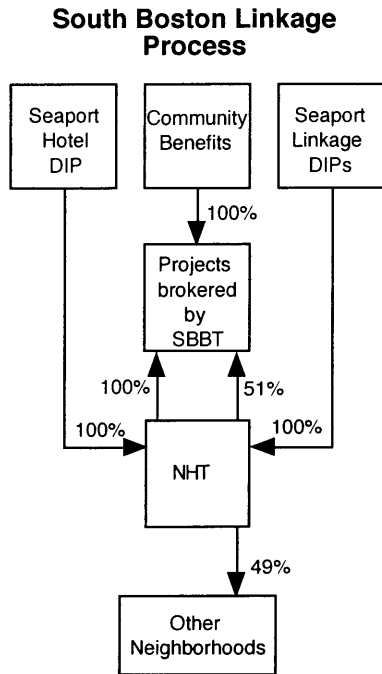 South Boston Linkage
Process
Seaport
Hotel
DIP
Community
Benefits
Seaport
Linkage
DIPs
100%
Projects
brokered
by
SBBT
100%
51%
100%
100%
NHT
49%
Other
Neighborhoods